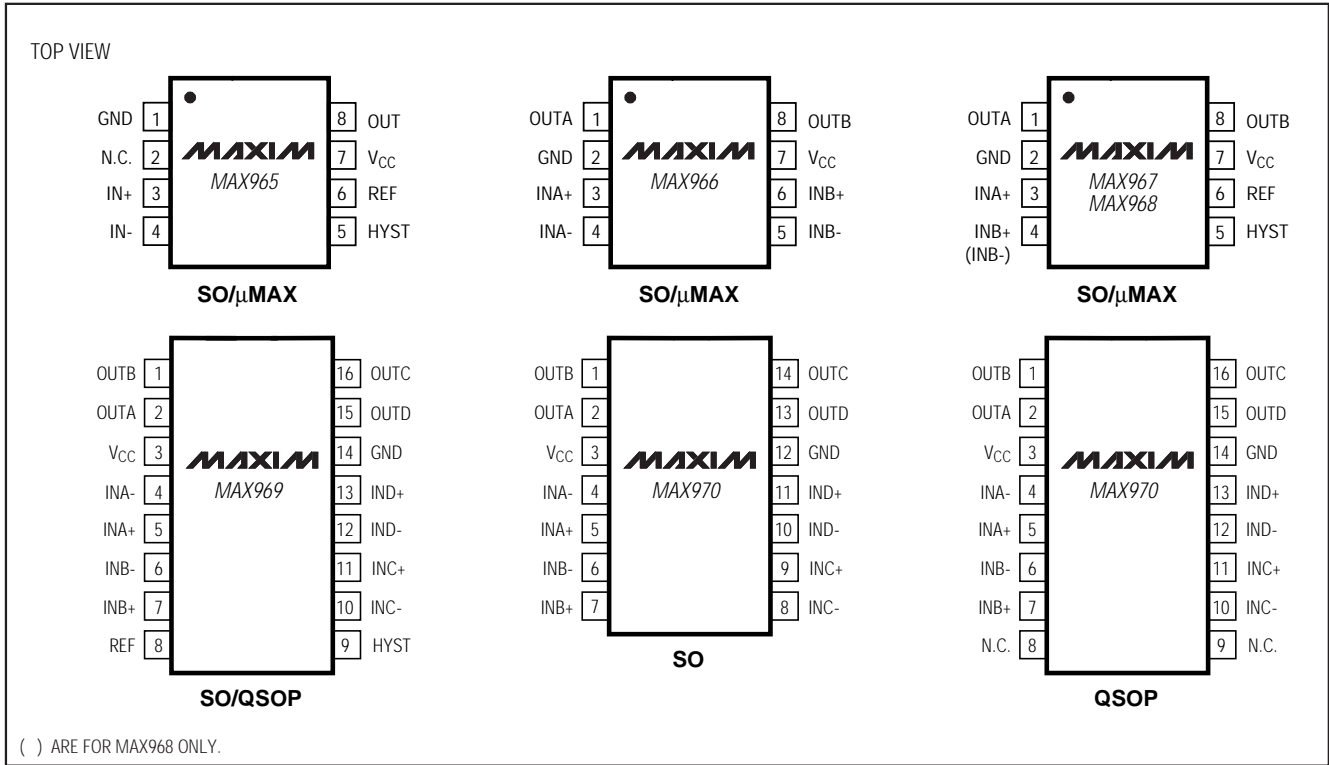 TOP VIEW
GND 1
N.C. 2
IN+ 3
IN- 4
MAXIM
MAX965
8 OUT
7 VCC
6 REF
5 HYST
SO/µMAX
OUTA 1
GND 2
INA+ 3
INA- 4
MAXIM
MAX966
8 OUTB
7 VCC
6 INB+
5 INB-
SO/µMAX
OUTA 1
GND 2
INA+ 3
INB+ 4
(INB-)
MAXIM
MAX967
MAX968
8 OUTB
7 VCC
6 REF
5 HYST
SO/µMAX
OUTB 1
OUTA 2
VCC 3
INA- 4
INA+ 5
INB- 6
INB+ 7
REF 8
MAXIM
MAX969
16 OUTC
15 OUTD
14 GND
13 IND+
12 IND-
11 INC+
10 INC-
9 HYST
SO/QSOP
OUTB 1
OUTA 2
VCC 3
INA- 4
INA+ 5
INB- 6
INB+ 7
MAXIM
MAX970
14 OUTC
13 OUTD
12 GND
11 IND+
10 IND-
9 INC+
8 INC-
SO
OUTB 1
OUTA 2
VCC 3
INA- 4
INA+ 5
INB- 6
INB+ 7
N.C. 8
MAXIM
MAX970
16 OUTC
15 OUTD
14 GND
13 IND+
12 IND-
11 INC+
10 INC-
9 N.C.
QSOP
( ) ARE FOR MAX968 ONLY.